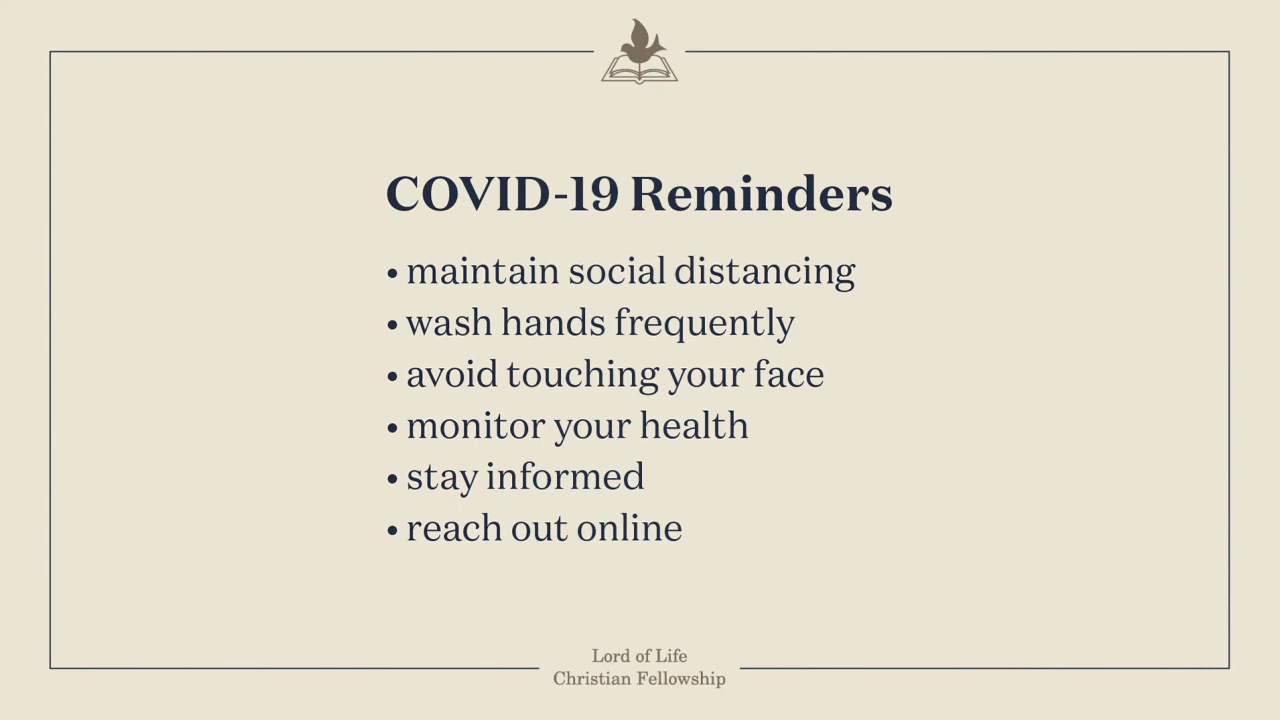 COVID-19 Reminders
• maintain social distancing
• wash hands frequently
• avoid touching your face
• monitor your health
• stay informed
• reach out online
Lord of Life
Christian Fellowship